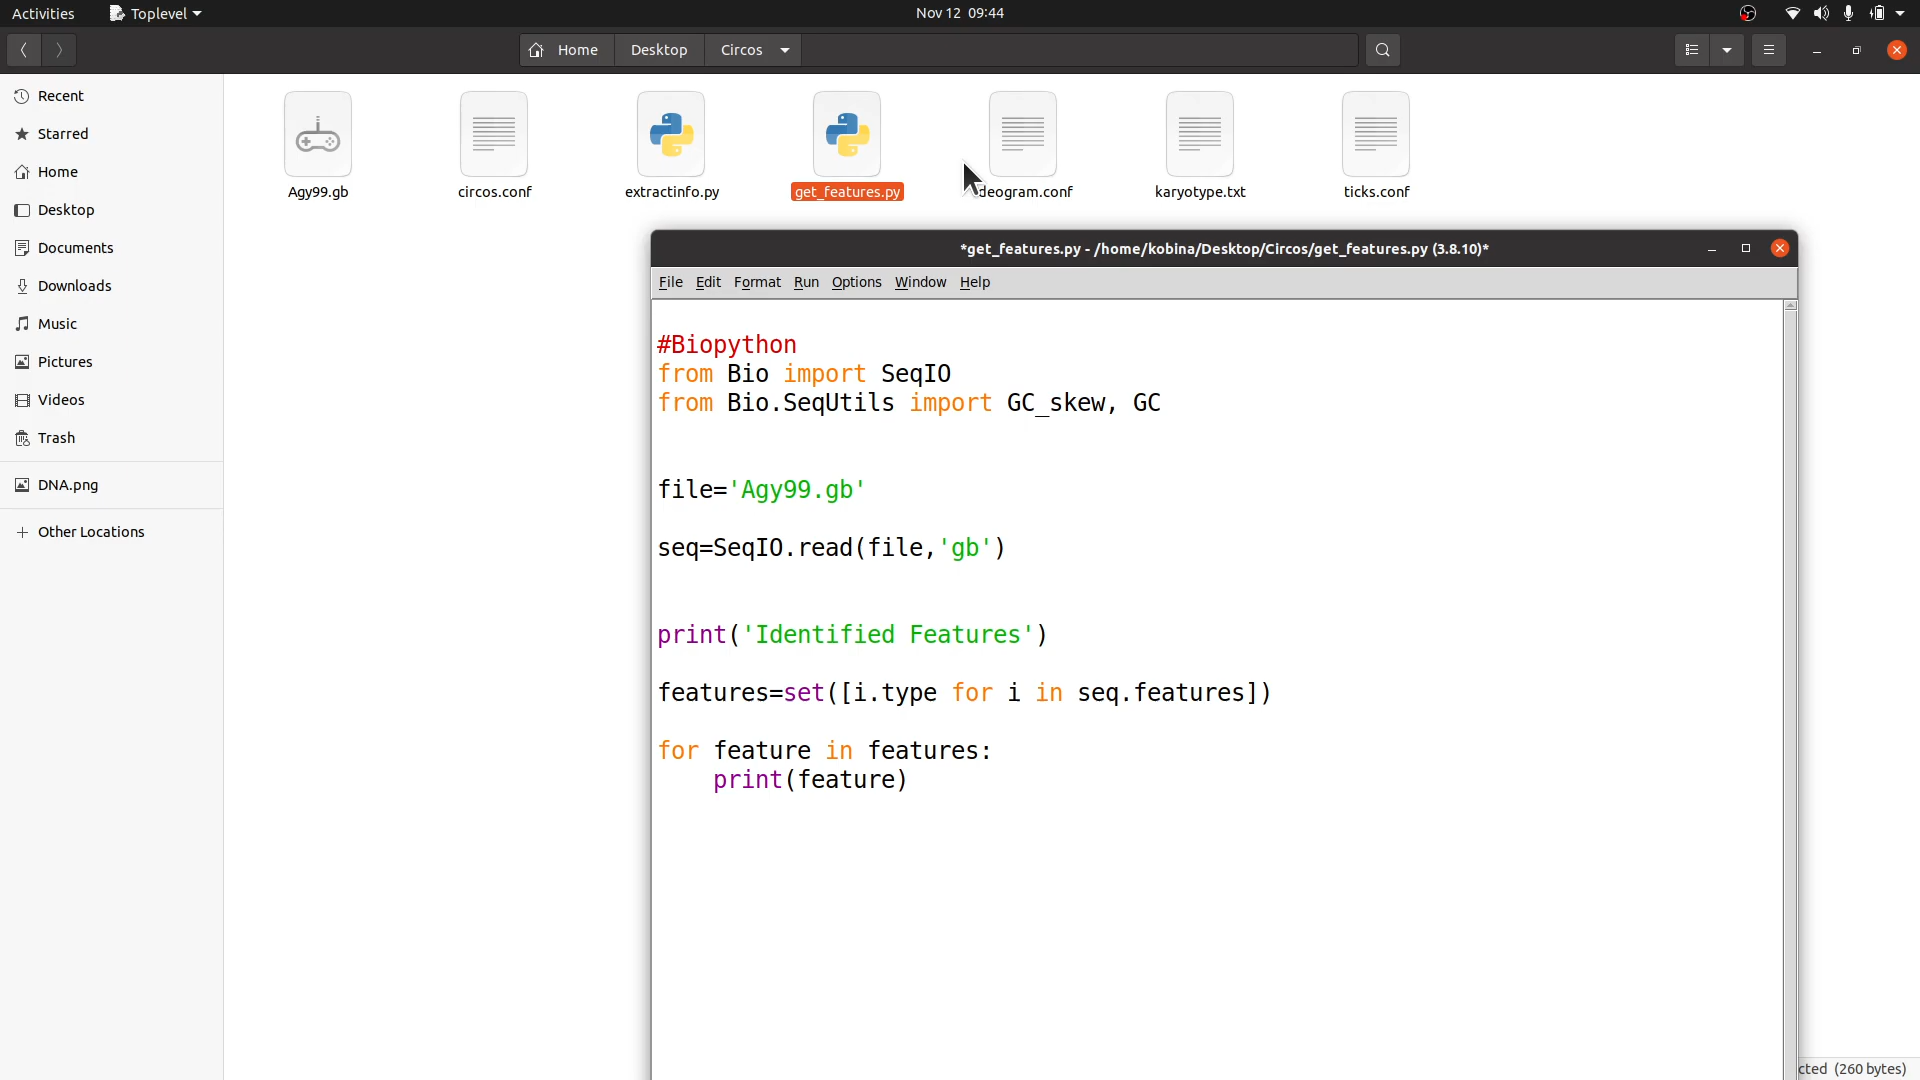 Activities
Toplevel
Nov 12 09:44
Home
Desktop
Circos
Recent
Starred
Home
Desktop
Documents
Downloads
Music
Pictures
Videos
Trash
DNA.png
Other Locations
Agy99.gb
circos.conf
extractinfo.py
get_features.py
deogram.conf
karyotype.txt
ticks.conf
*get_features.py - /home/kobina/Desktop/Circos/get_features.py (3.8.10)*
File Edit Format Run Options Window Help
#Biopython
from Bio import SeqIO
from Bio.SeqUtils import GC_skew, GC
file='Agy99.gb'
seq=SeqIO.read(file,'gb')
print('Identified Features')
features=set([i.type for i in seq.features])
for feature in features:
    print(feature)
cted (260 bytes)